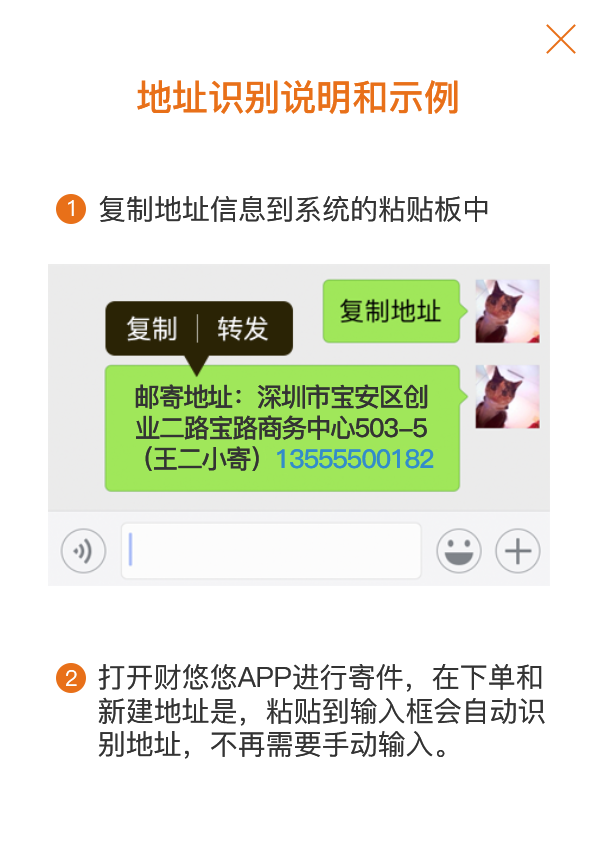 地址识别说明和示例
1 复制地址信息到系统的粘贴板中
复制地址
复制 | 转发
邮寄地址：深圳市宝安区创
业二路宝路商务中心503-5
（王二小寄）13555500182
2 打开财悠悠APP进行寄件，在下单和
新建地址是，粘贴到输入框会自动识
别地址，不再需要手动输入。